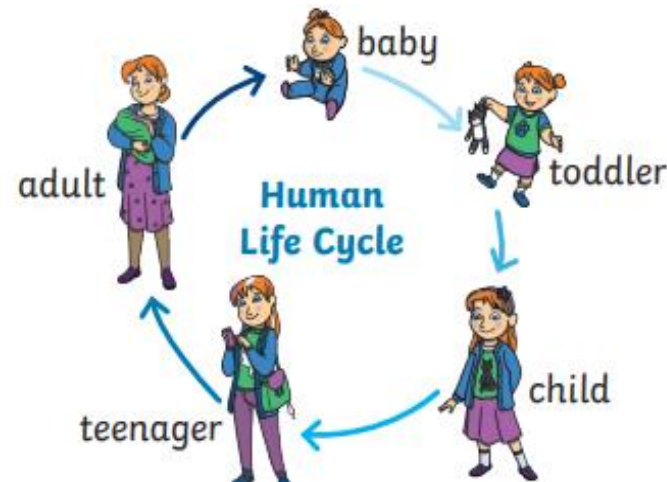 baby
toddler
adult
Human
Life Cycle
child
teenager